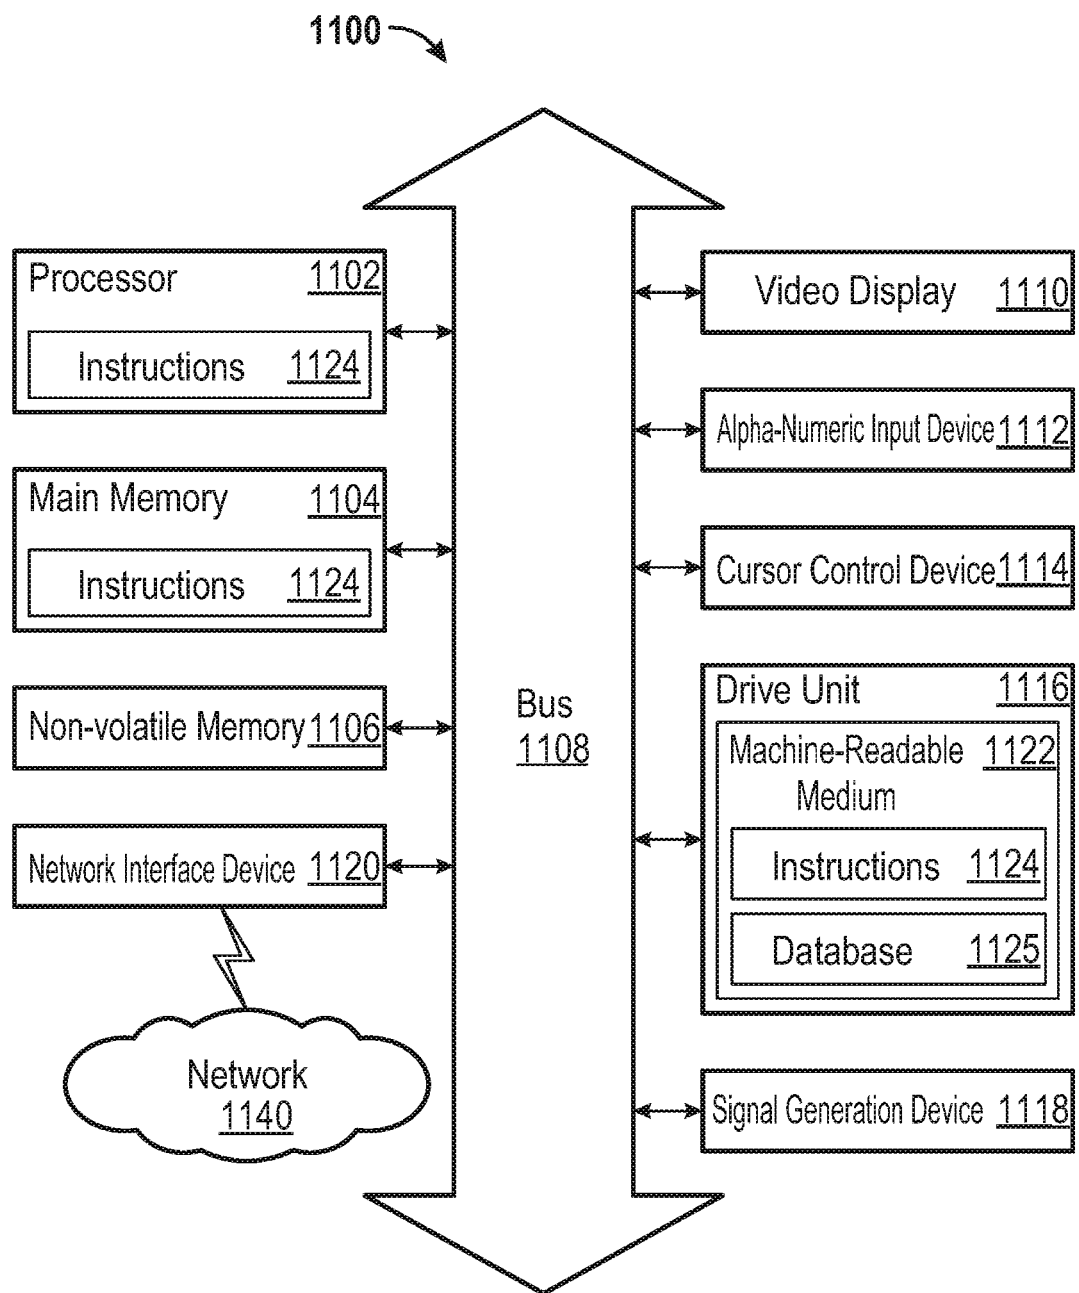 1100
Processor 1102
Instructions 1124
Main Memory 1104
Instructions 1124
Non-volatile Memory 1106
Network Interface Device 1120
Network
1140
Bus
1108
Video Display 1110
Alpha-Numeric Input Device 1112
Cursor Control Device 1114
Drive Unit 1116
Machine-Readable 1122
Medium
Instructions 1124
Database 1125
Signal Generation Device 1118